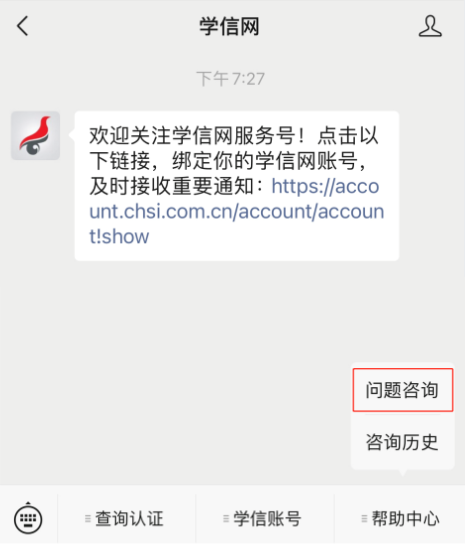 学信网
下午7:27
欢迎关注学信网服务号！点击以
下链接，绑定你的学信网账号，
及时接收重要通知：https://acco
unt.chsi.com.cn/account/accoun
t!show
问题咨询
咨询历史
查询认证
学信账号
帮助中心